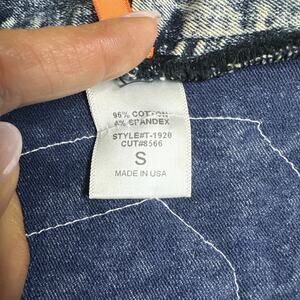 96% COTTON
4% SPANDEX
STYLE#T-1920
CUT#8566
S
MADE IN USA